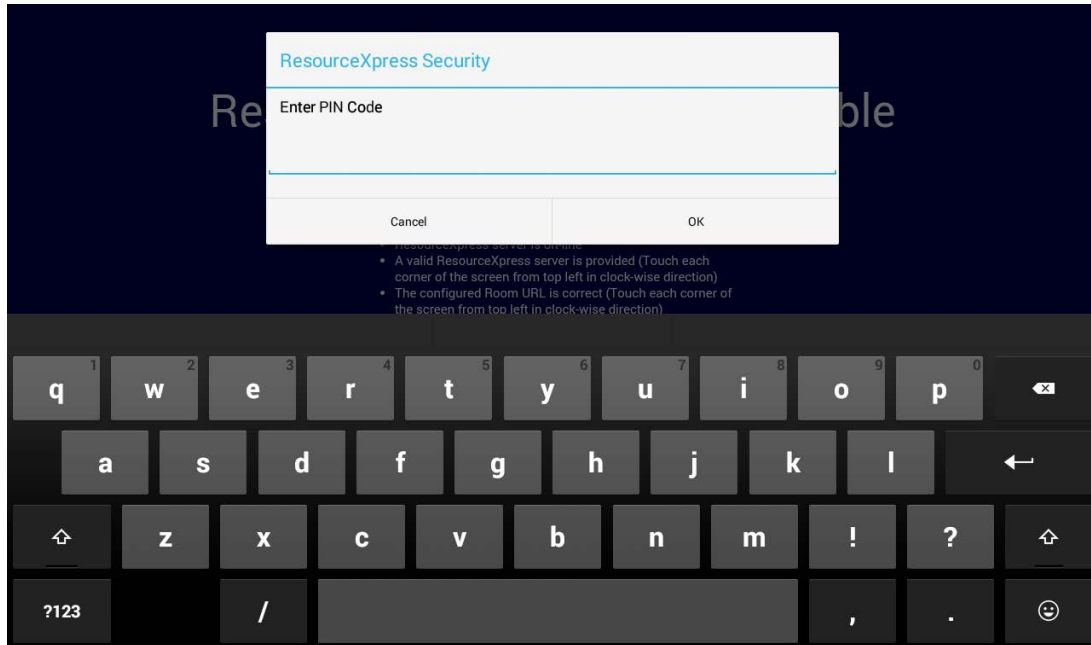 ResourceXpress Security
Re ble
Enter PIN Code
Cancel OK
ResourceXpress server is on-line
• A valid ResourceXpress server is provided (Touch each
corner of the screen from top left in clock-wise direction)
• The configured Room URL is correct (Touch each corner of
the screen from top left in clock-wise direction)
1 2 3 4 5 6 7 8 9 0
q w e r t y u i o p
a s d f g h j k l
z x c v b n m ! ?
?123 / , .